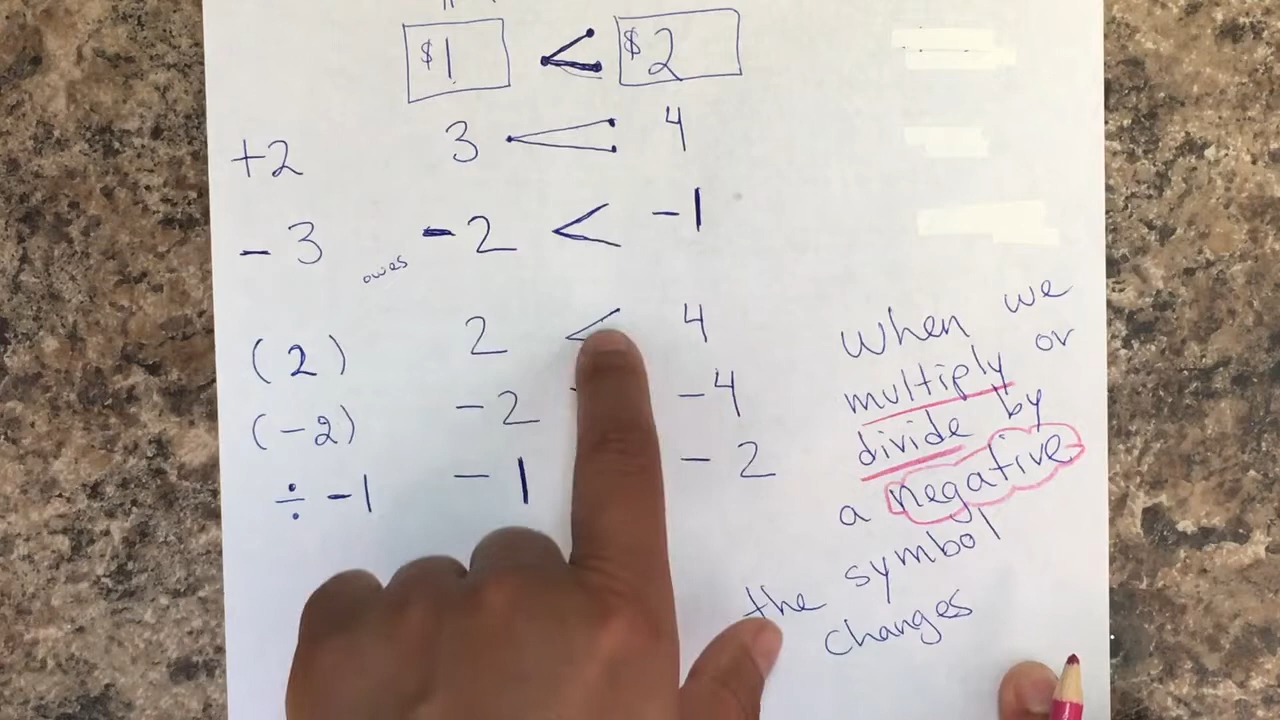 $1 < $2
+2 3 < 4
-3 owes -2 < -1
(2) 2 < 4
(-2) -2 -4
÷ -1 -1 -2
When we
multiply or
divide by
a negative
the symbol
changes